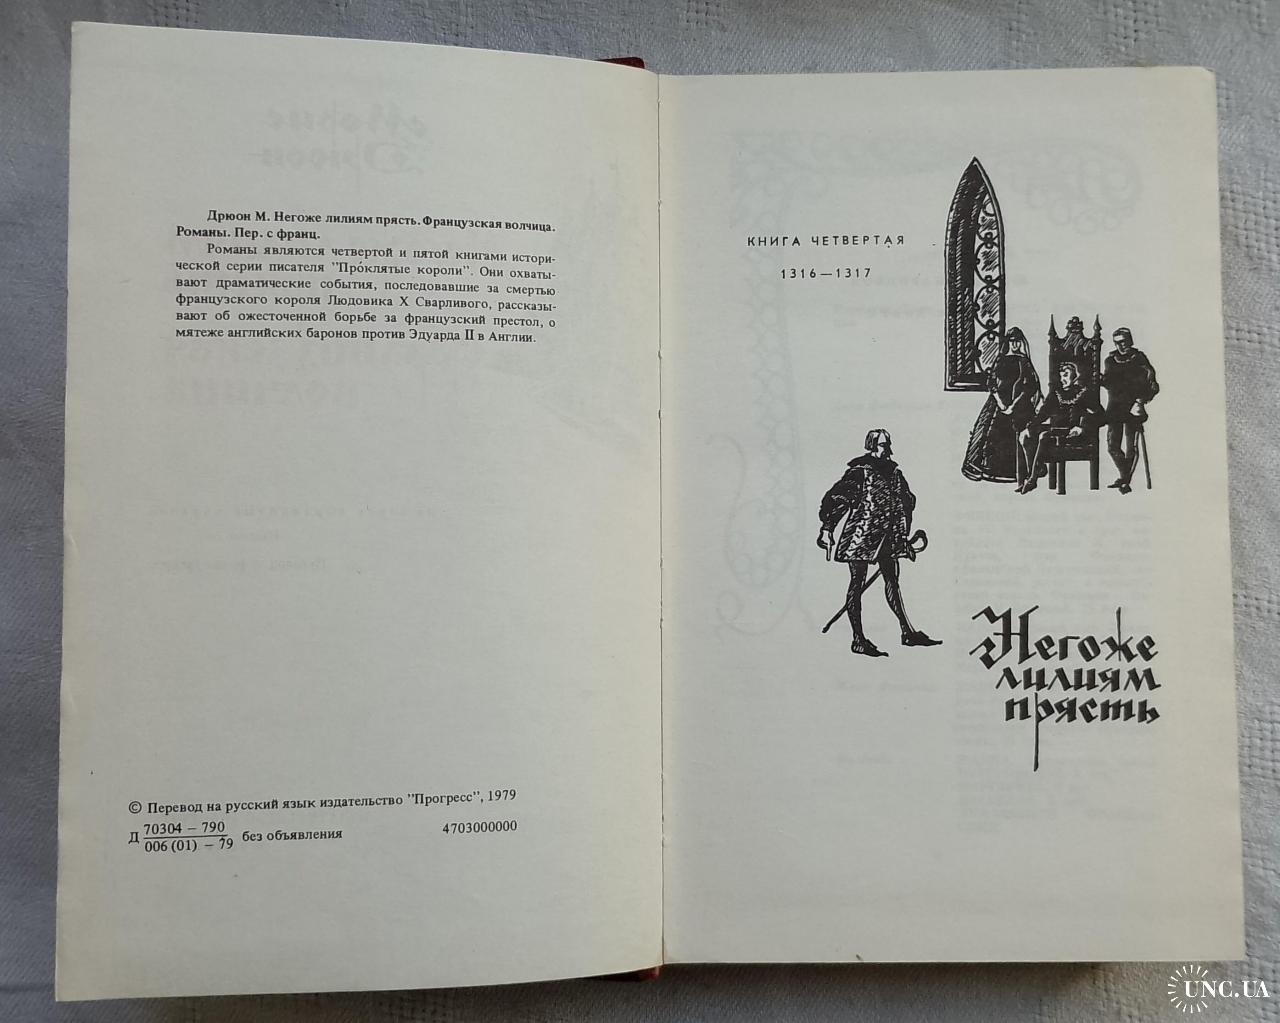 Дрюон М. Негоже лилиям прясть. Французская волчица.
Романы. Пер. с франц.
Романы являются четвертой и пятой книгами истори-
ческой серии писателя "Про́клятые короли". Они охваты-
вают драматические события, последовавшие за смертью
французского короля Людовика X Сварливого, рассказы-
вают об ожесточенной борьбе за французский престол, о
мятеже английских баронов против Эдуарда II в Англии.
© Перевод на русский язык издательство "Прогресс", 1979
Д 70304 – 790
006 (01) – 79 без объявления 4703000000
КНИГА ЧЕТВЕРТАЯ
1316—1317
Негоже
лилиям
прясть
UNC.UA